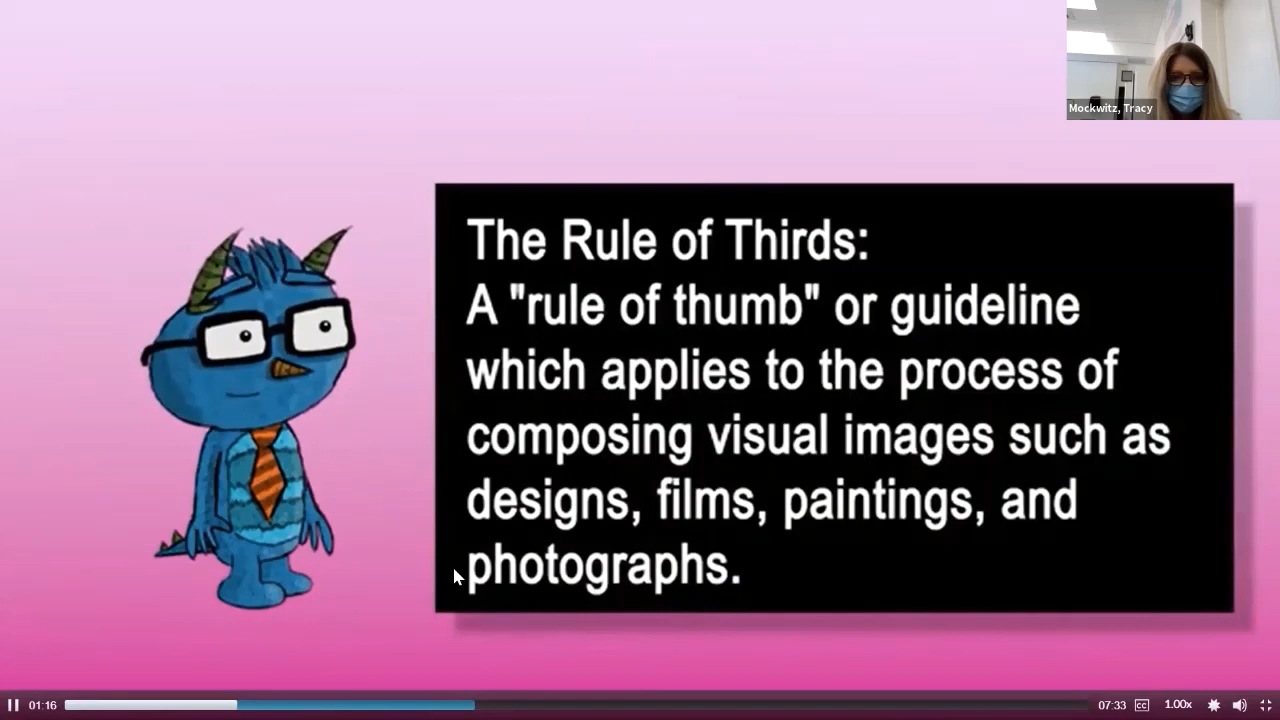 Mockwitz, Tracy
The Rule of Thirds:
A "rule of thumb" or guideline
which applies to the process of
composing visual images such as
designs, films, paintings, and
photographs.
01:16
07:33
CC
1.00x